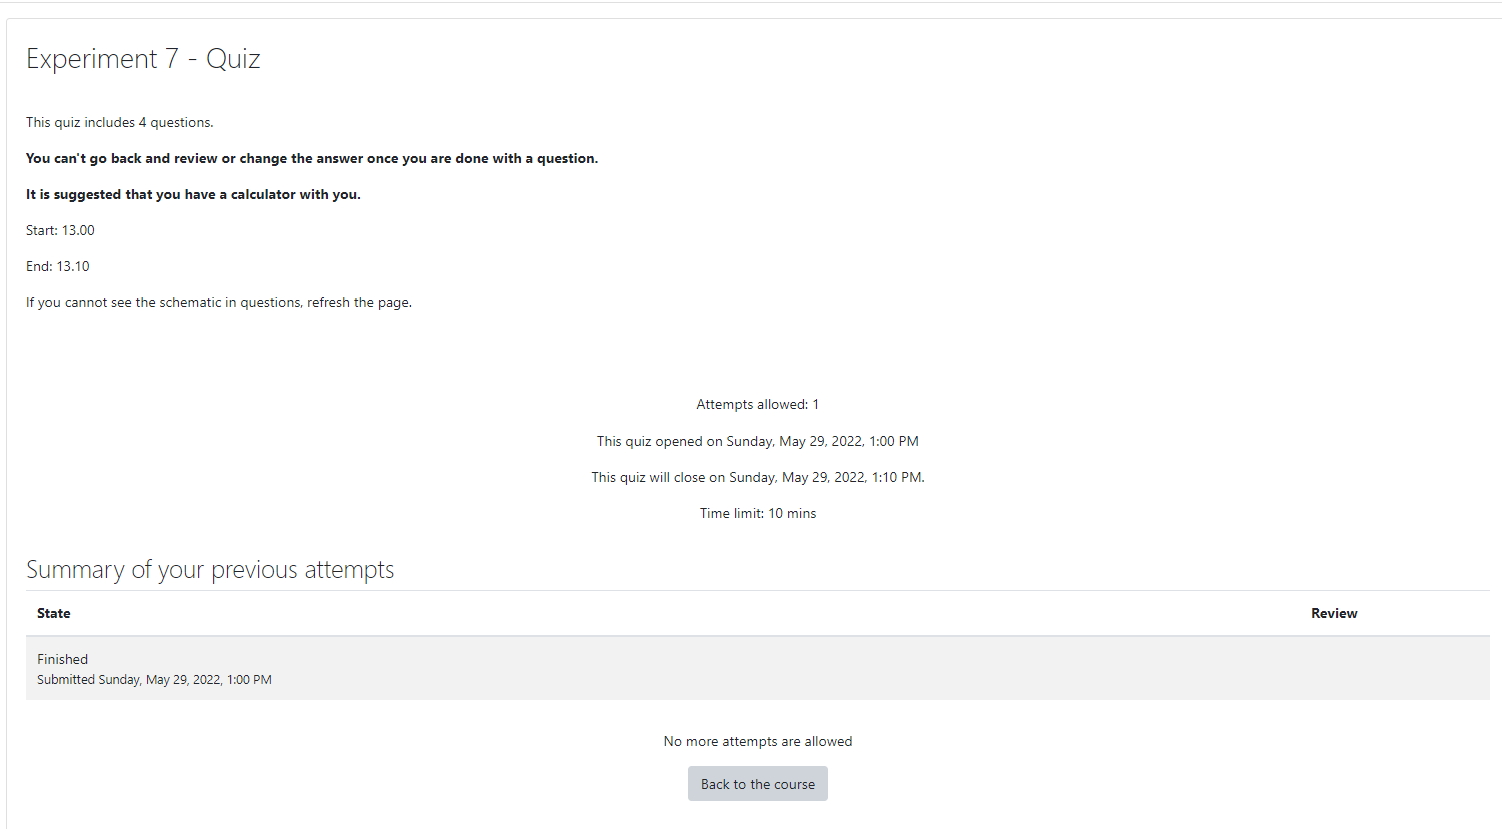 Experiment 7 - Quiz
This quiz includes 4 questions.
You can't go back and review or change the answer once you are done with a question.
It is suggested that you have a calculator with you.
Start: 13.00
End: 13.10
If you cannot see the schematic in questions, refresh the page.
Attempts allowed: 1
This quiz opened on Sunday, May 29, 2022, 1:00 PM
This quiz will close on Sunday, May 29, 2022, 1:10 PM.
Time limit: 10 mins
Summary of your previous attempts
State Review
Finished
Submitted Sunday, May 29, 2022, 1:00 PM
No more attempts are allowed
Back to the course